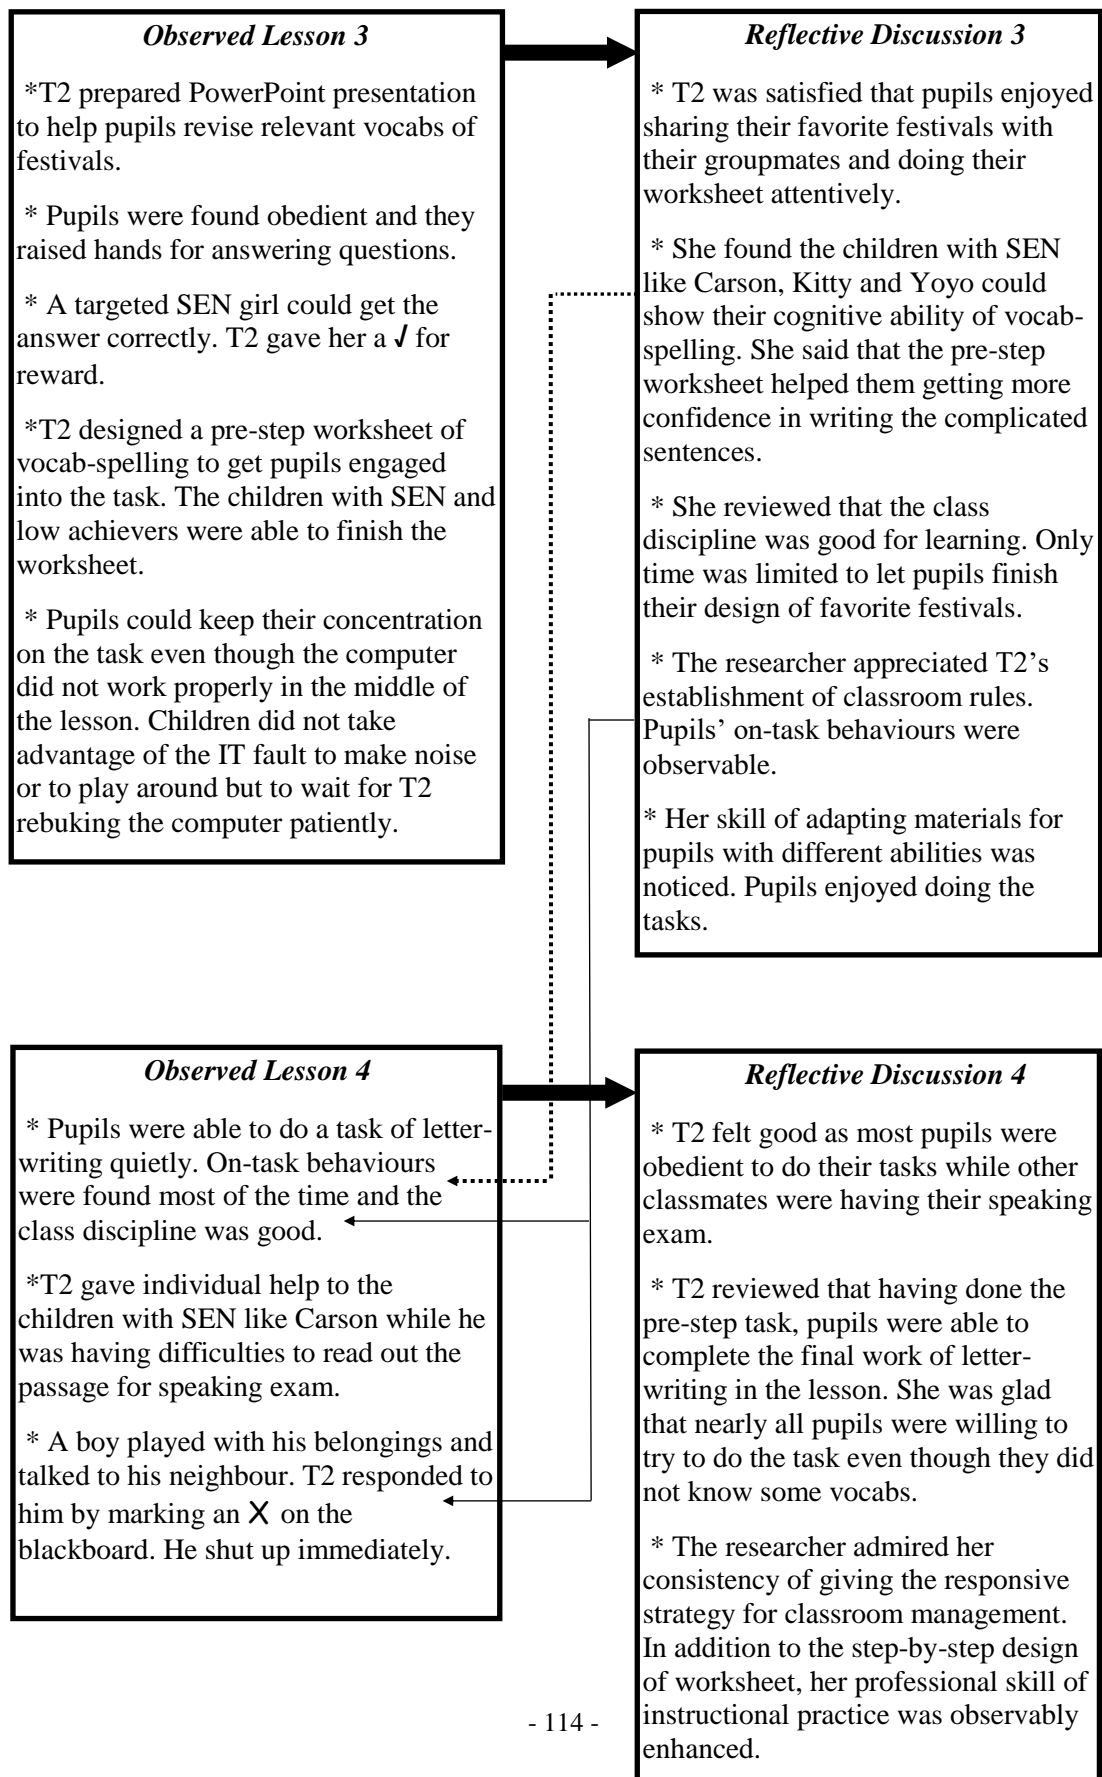 Observed Lesson 3
*T2 prepared PowerPoint presentation
to help pupils revise relevant vocabs of
festivals.
* Pupils were found obedient and they
raised hands for answering questions.
* A targeted SEN girl could get the
answer correctly. T2 gave her a √ for
reward.
*T2 designed a pre-step worksheet of
vocab-spelling to get pupils engaged
into the task. The children with SEN and
low achievers were able to finish the
worksheet.
* Pupils could keep their concentration
on the task even though the computer
did not work properly in the middle of
the lesson. Children did not take
advantage of the IT fault to make noise
or to play around but to wait for T2
rebuking the computer patiently.
Reflective Discussion 3
* T2 was satisfied that pupils enjoyed
sharing their favorite festivals with
their groupmates and doing their
worksheet attentively.
* She found the children with SEN
like Carson, Kitty and Yoyo could
show their cognitive ability of vocab-
spelling. She said that the pre-step
worksheet helped them getting more
confidence in writing the complicated
sentences.
* She reviewed that the class
discipline was good for learning. Only
time was limited to let pupils finish
their design of favorite festivals.
* The researcher appreciated T2’s
establishment of classroom rules.
Pupils’ on-task behaviours were
observable.
* Her skill of adapting materials for
pupils with different abilities was
noticed. Pupils enjoyed doing the
tasks.
Observed Lesson 4
* Pupils were able to do a task of letter-
writing quietly. On-task behaviours
were found most of the time and the
class discipline was good.
*T2 gave individual help to the
children with SEN like Carson while he
was having difficulties to read out the
passage for speaking exam.
* A boy played with his belongings and
talked to his neighbour. T2 responded to
him by marking an X on the
blackboard. He shut up immediately.
Reflective Discussion 4
* T2 felt good as most pupils were
obedient to do their tasks while other
classmates were having their speaking
exam.
* T2 reviewed that having done the
pre-step task, pupils were able to
complete the final work of letter-
writing in the lesson. She was glad
that nearly all pupils were willing to
try to do the task even though they did
not know some vocabs.
* The researcher admired her
consistency of giving the responsive
strategy for classroom management.
In addition to the step-by-step design
of worksheet, her professional skill of
instructional practice was observably
enhanced.
- 114 -